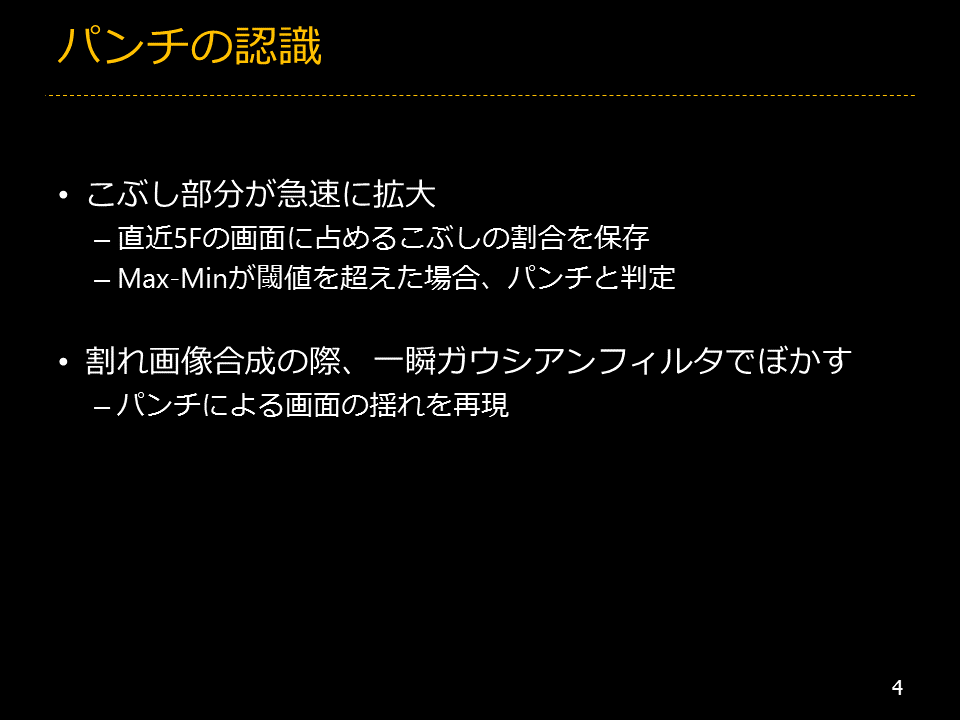 パンチの認識
• こぶし部分が急速に拡大
– 直近5Fの画面に占めるこぶしの割合を保存
– Max-Minが閾値を超えた場合、パンチと判定
• 割れ画像合成の際、一瞬ガウシアンフィルタでぼかす
– パンチによる画面の揺れを再現
4